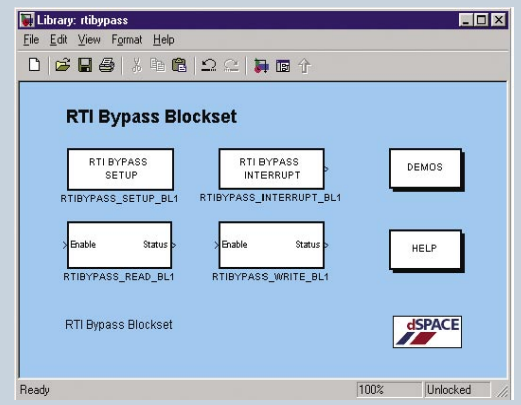 Library: rtibypass
File Edit View Format Help
RTI Bypass Blockset
RTI BYPASS
SETUP
RTIBYPASS_SETUP_BL1
RTI BYPASS
INTERRUPT
RTIBYPASS_INTERRUPT_BL1
DEMOS
Enable Status
RTIBYPASS_READ_BL1
Enable Status
RTIBYPASS_WRITE_BL1
HELP
RTI Bypass Blockset
dSPACE
Ready 100% Unlocked